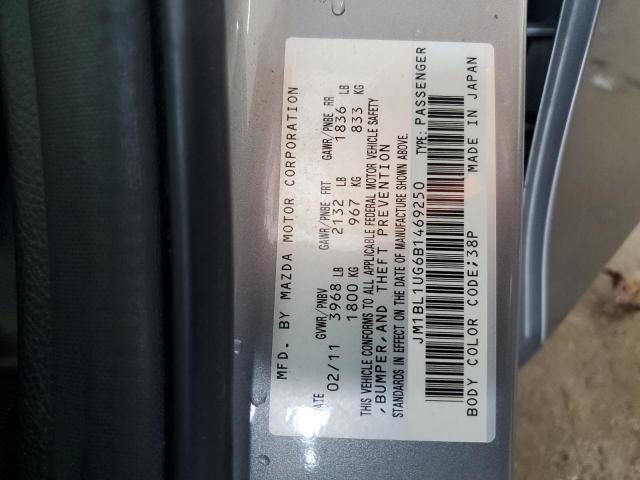 MFD. BY MAZDA MOTOR CORPORATION
GVWR/PNBV GAWR/PNBE FRT GAWR/PNBE RR
DATE 3968 LB 2132 LB 1836 LB
02/11 1800 KG 967 KG 833 KG
THIS VEHICLE CONFORMS TO ALL APPLICABLE FEDERAL MOTOR VEHICLE SAFETY
,BUMPER,AND THEFT PREVENTION
STANDARDS IN EFFECT ON THE DATE OF MANUFACTURE SHOWN ABOVE.
JM1BL1UG6B1469250 TYPE: PASSENGER
BODY COLOR CODE;38P MADE IN JAPAN